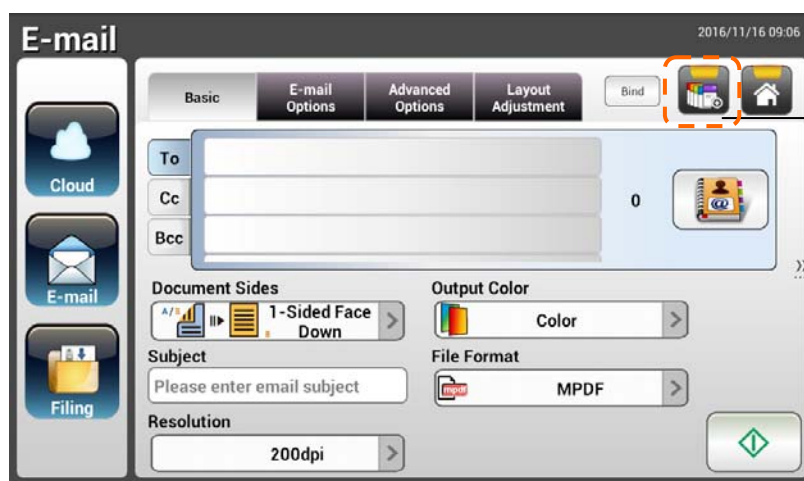 E-mail
2016/11/16 09:06
Basic
E-mail Options
Advanced Options
Layout Adjustment
Bind
Cloud
E-mail
Filing
To
Cc
Bcc
0
Document Sides
1-Sided Face Down
Output Color
Color
Subject
Please enter email subject
File Format
MPDF
Resolution
200dpi